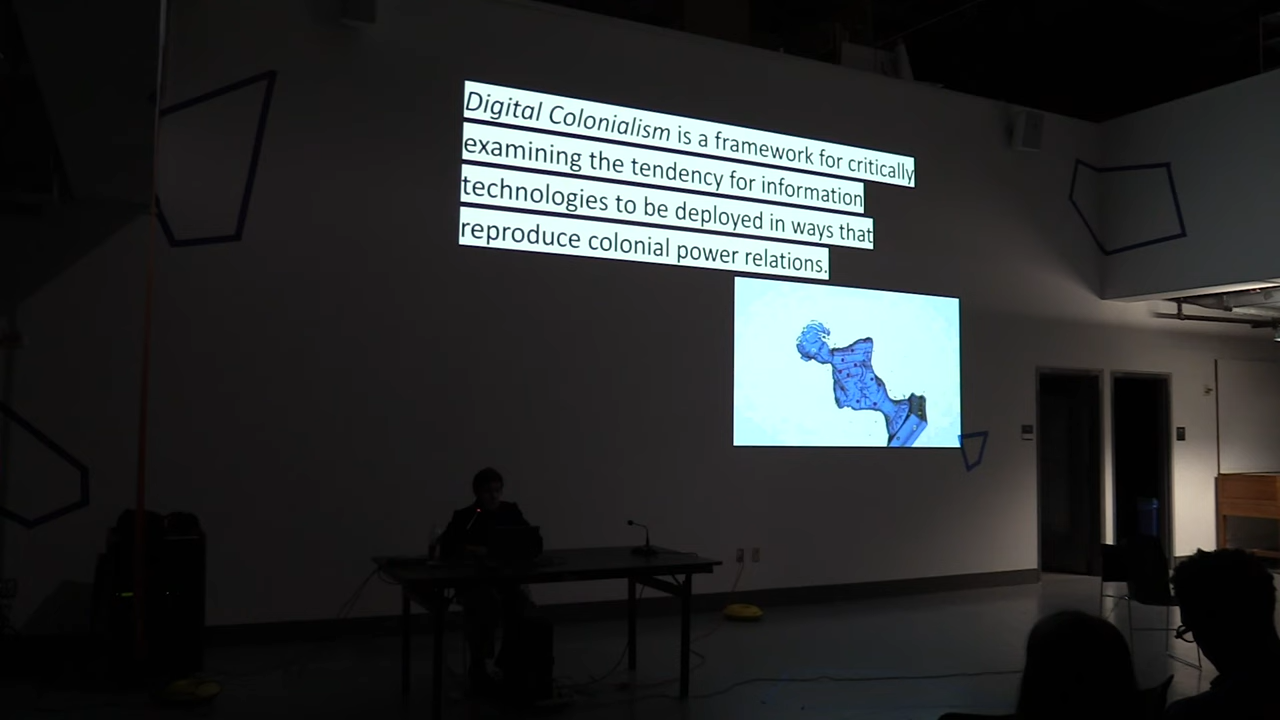 Digital Colonialism is a framework for critically
examining the tendency for information
technologies to be deployed in ways that
reproduce colonial power relations.